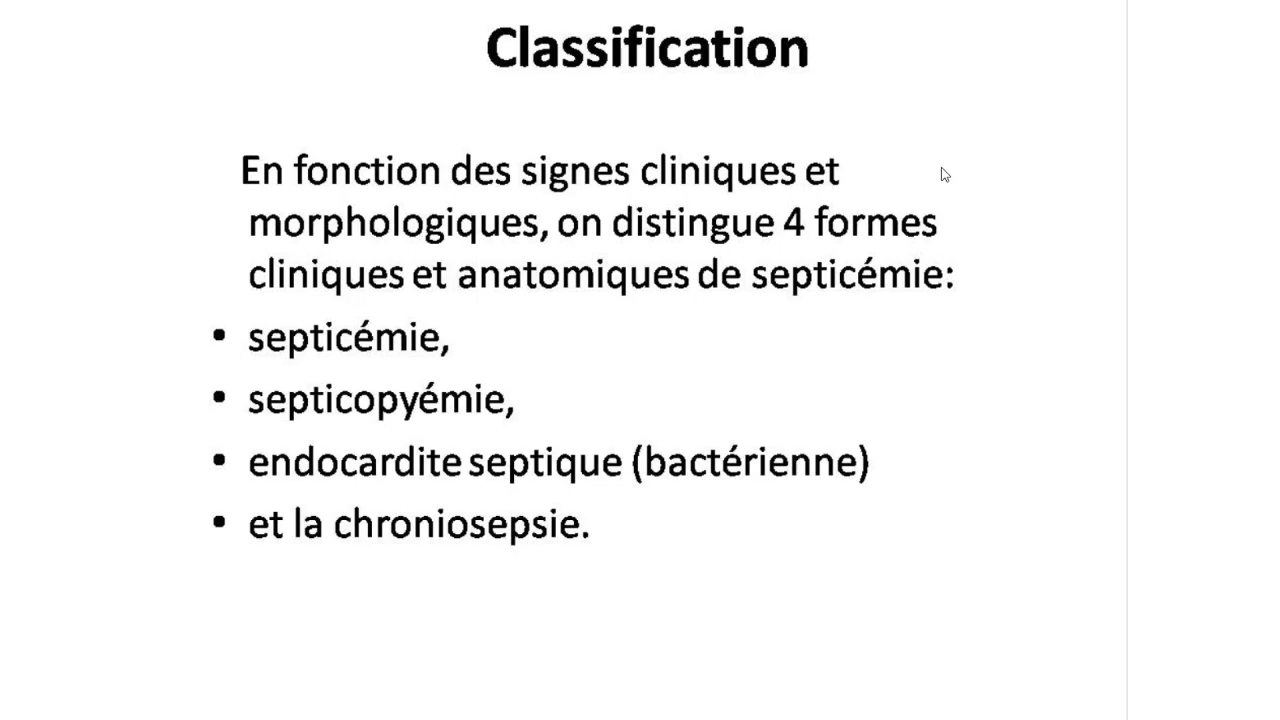 Classification
En fonction des signes cliniques et
morphologiques, on distingue 4 formes
cliniques et anatomiques de septicémie:
• septicémie,
• septicopyémie,
• endocardite septique (bactérienne)
• et la chroniosepsie.